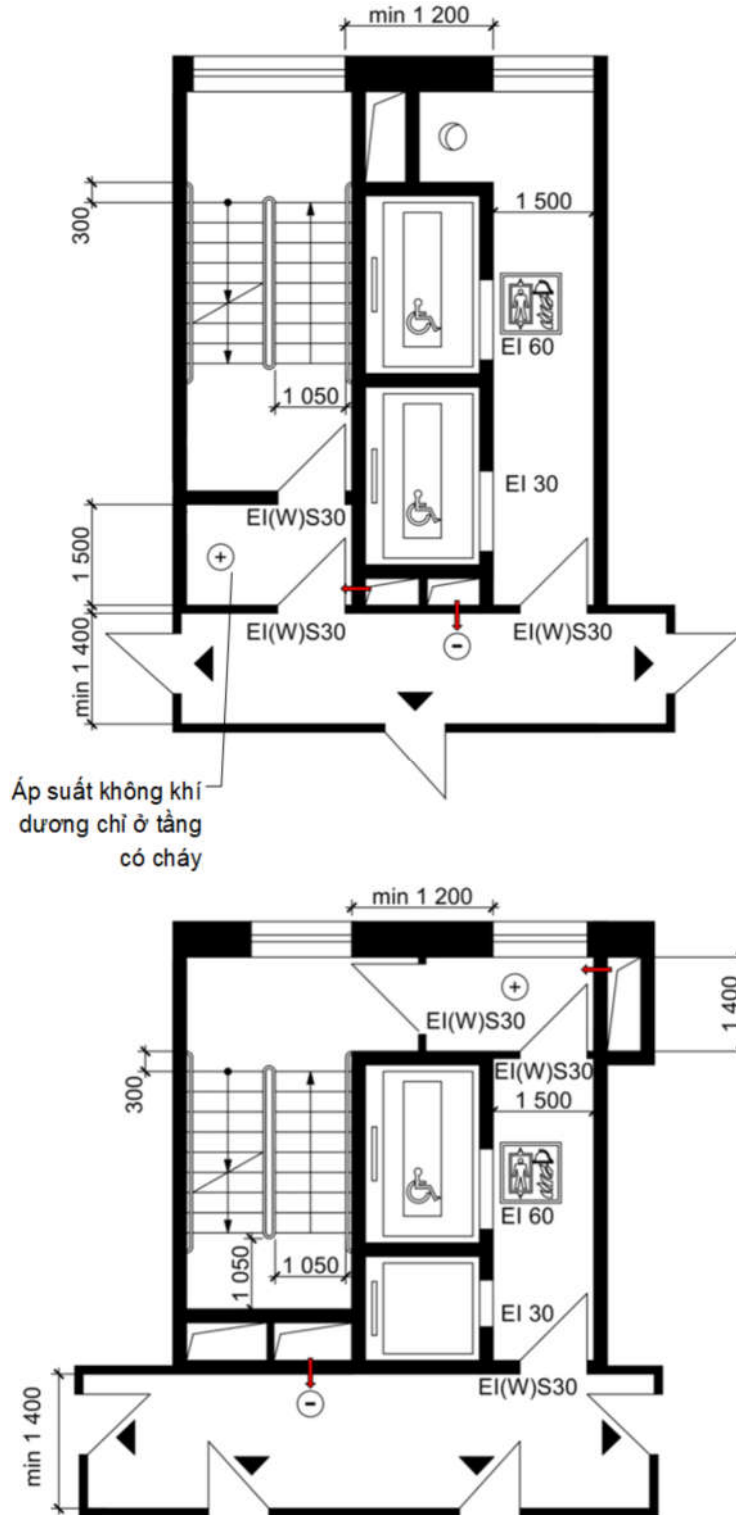 min 1 200
300
1 500
EI 60
1 050
EI 30
EI(W)S30
1 500
+
EI(W)S30
EI(W)S30
-
min 1 400
Áp suất không khí
dương chỉ ở tầng
có cháy
min 1 200
+
EI(W)S30
1 400
300
EI(W)S30
1 500
EI 60
1 050
1 050
EI 30
EI(W)S30
-
min 1 400